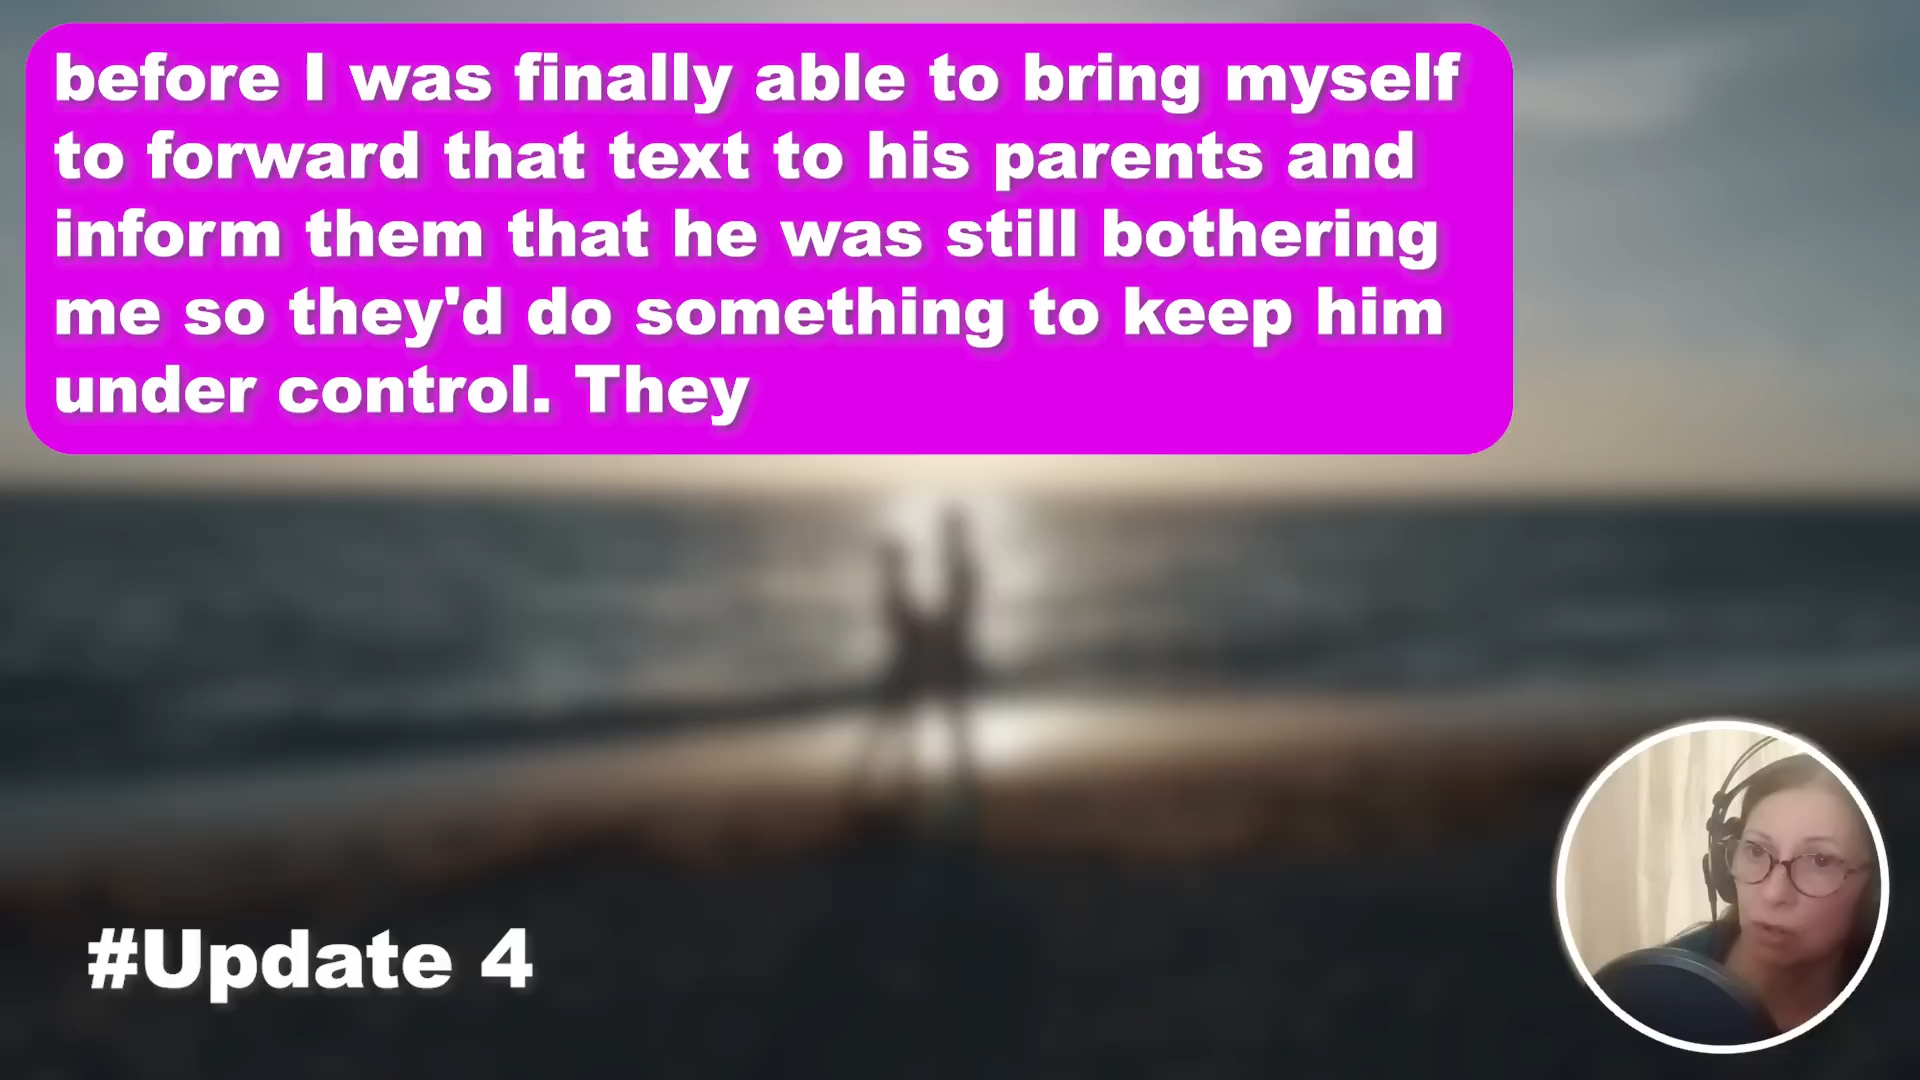 before I was finally able to bring myself
to forward that text to his parents and
inform them that he was still bothering
me so they'd do something to keep him
under control. They
#Update 4